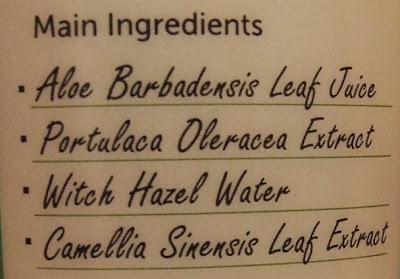 Main Ingredients
· Aloe Barbadensis Leaf Juice
· Portulaca Oleracea Extract
· Witch Hazel Water
· Camellia Sinensis Leaf Extract